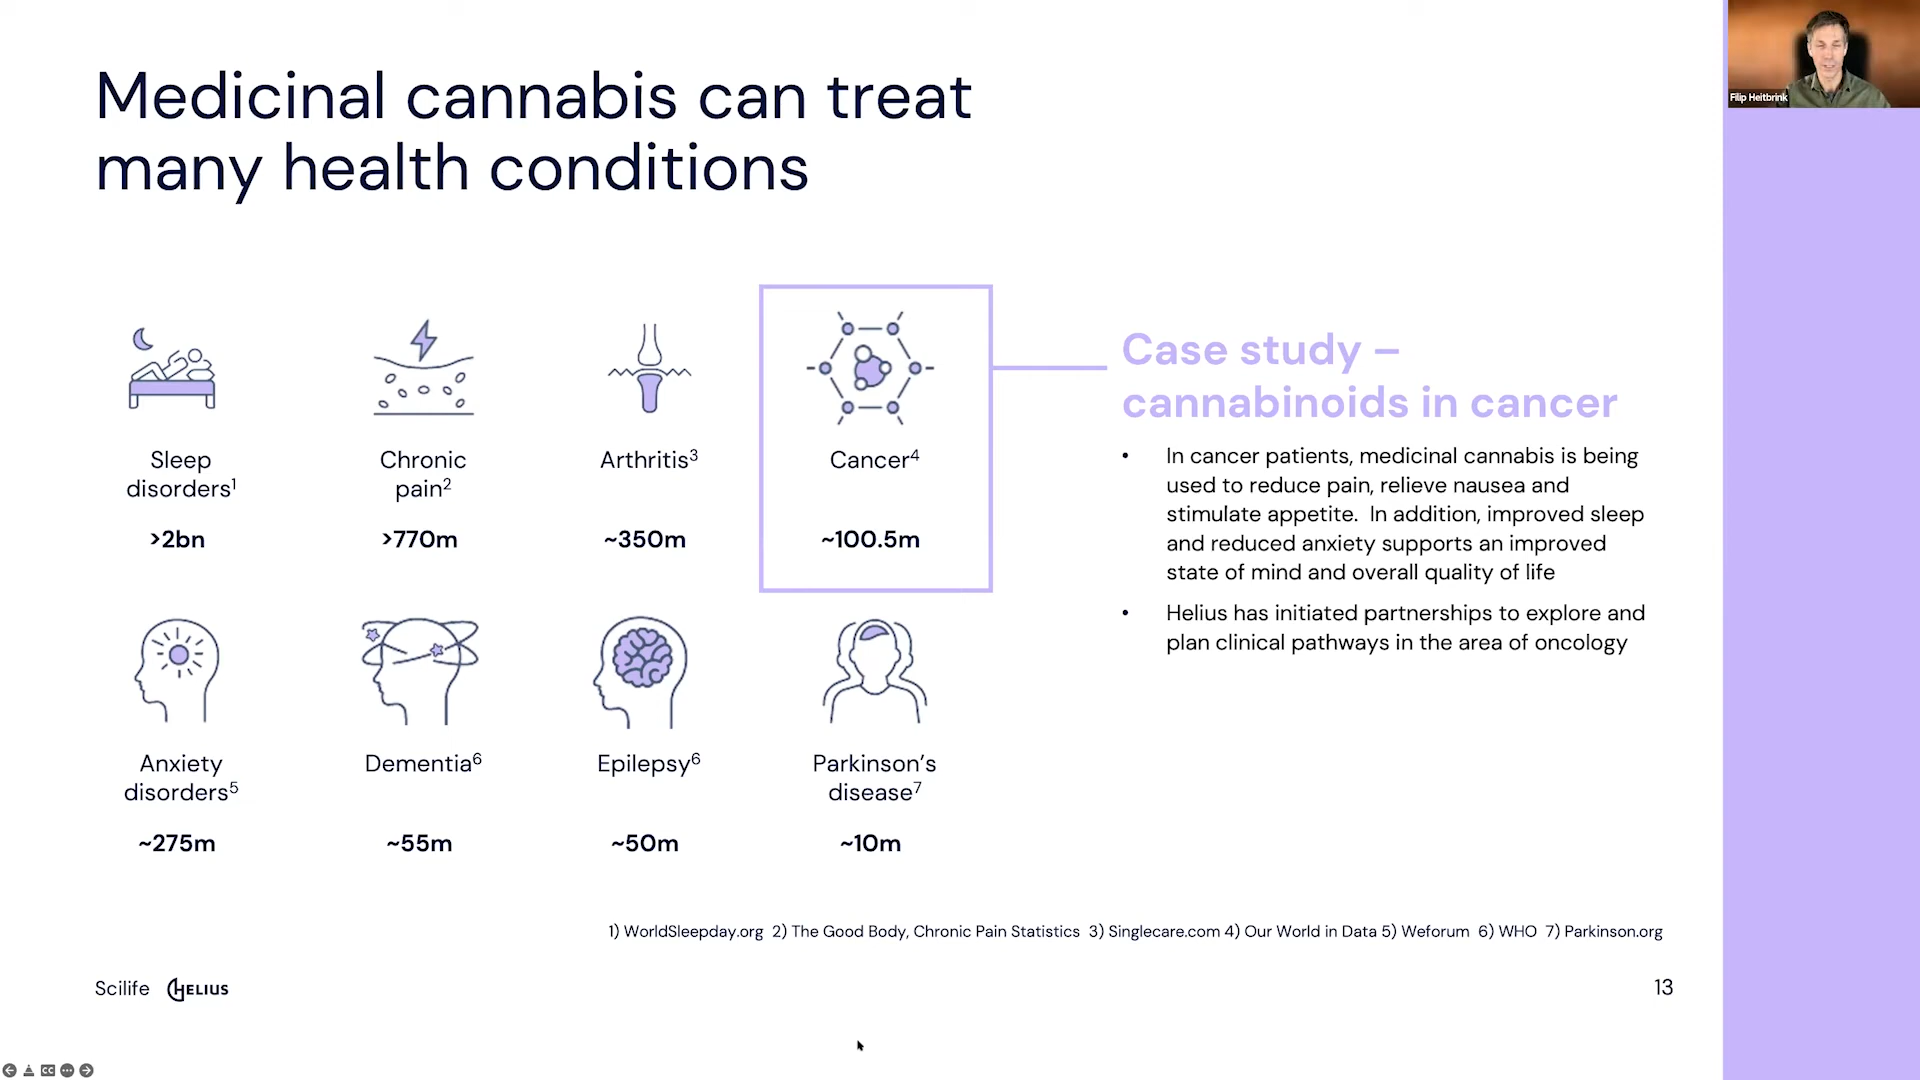 Medicinal cannabis can treat
many health conditions
Filip Heitbrink
Sleep
disorders1
>2bn
Chronic
pain2
>770m
Arthritis3
~350m
Cancer4
~100.5m
Case study –
cannabinoids in cancer
• In cancer patients, medicinal cannabis is being
used to reduce pain, relieve nausea and
stimulate appetite. In addition, improved sleep
and reduced anxiety supports an improved
state of mind and overall quality of life
• Helius has initiated partnerships to explore and
plan clinical pathways in the area of oncology
Anxiety
disorders5
~275m
Dementia6
~55m
Epilepsy6
~50m
Parkinson's
disease7
~10m
1) WorldSleepday.org 2) The Good Body, Chronic Pain Statistics 3) Singlecare.com 4) Our World in Data 5) Weforum 6) WHO 7) Parkinson.org
Scilife HELIUS
13
CC